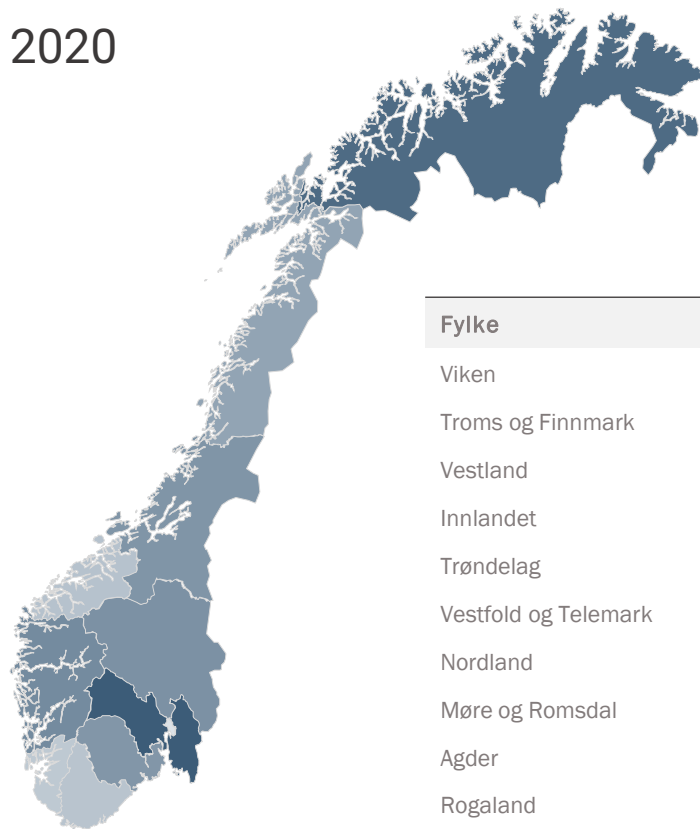 2020
Fylke
Viken
Troms og Finnmark
Vestland
Innlandet
Trøndelag
Vestfold og Telemark
Nordland
Møre og Romsdal
Agder
Rogaland